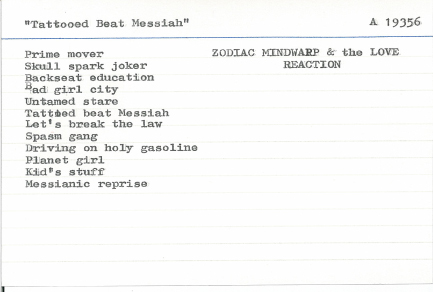 "Tattooed Beat Messiah" A 19356
Prime mover ZODIAC MINDWARP & the LOVE
Skull spark joker REACTION
Backseat education
Bad girl city
Untamed stare
Tattoed beat Messiah
Let's break the law
Spasm gang
Driving on holy gasoline
Planet girl
Kid"s stuff
Messianic reprise